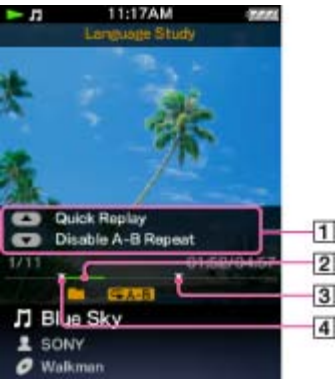 11:17AM
Language Study
Quick Replay
Disable A-B Repeat
1/11 01:52/04:57
A-B
Blue Sky
SONY
Walkman
1
2
3
4